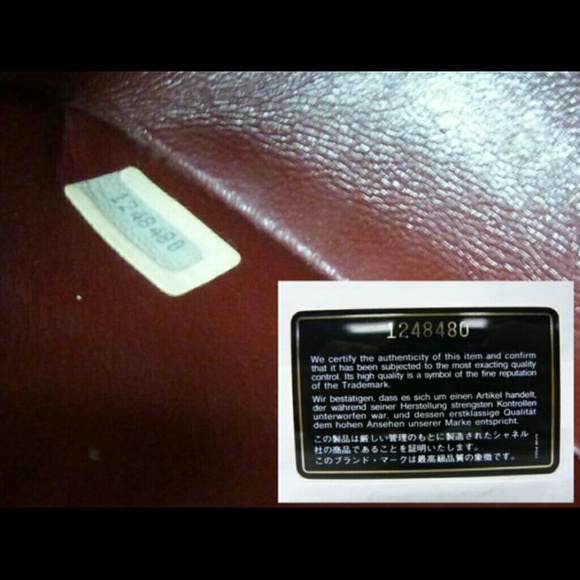 1248480
1248480
We certify the authenticity of this item and confirm
that it has been subjected to the most exacting quality
control. Its high quality is a symbol of the fine reputation
of the Trademark.
Wir bestätigen, dass es sich um einen Artikel handelt,
der während seiner Herstellung strengsten Kontrollen
unterworfen war, und dessen erstklassige Qualität
dem hohen Ansehen unserer Marke entspricht.
この製品は厳しい管理のもとに製造されたシャネル
社の商品であることを証明いたします。
このブランド・マークは最高級品質の象徴です。